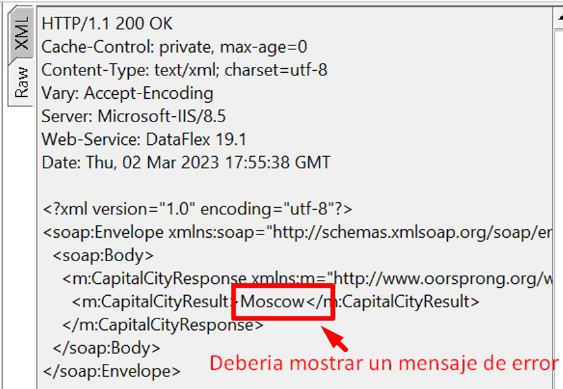 XML
Raw
HTTP/1.1 200 OK
Cache-Control: private, max-age=0
Content-Type: text/xml; charset=utf-8
Vary: Accept-Encoding
Server: Microsoft-IIS/8.5
Web-Service: DataFlex 19.1
Date: Thu, 02 Mar 2023 17:55:38 GMT
<?xml version="1.0" encoding="utf-8"?>
<soap:Envelope xmlns:soap="http://schemas.xmlsoap.org/soap/en
<soap:Body>
<m:CapitalCityResponse xmlns:m="http://www.oorsprong.org/w
<m:CapitalCityResult>Moscow</m:CapitalCityResult>
</m:CapitalCityResponse>
</soap:Body>
</soap:Envelope>
Deberia mostrar un mensaje de error